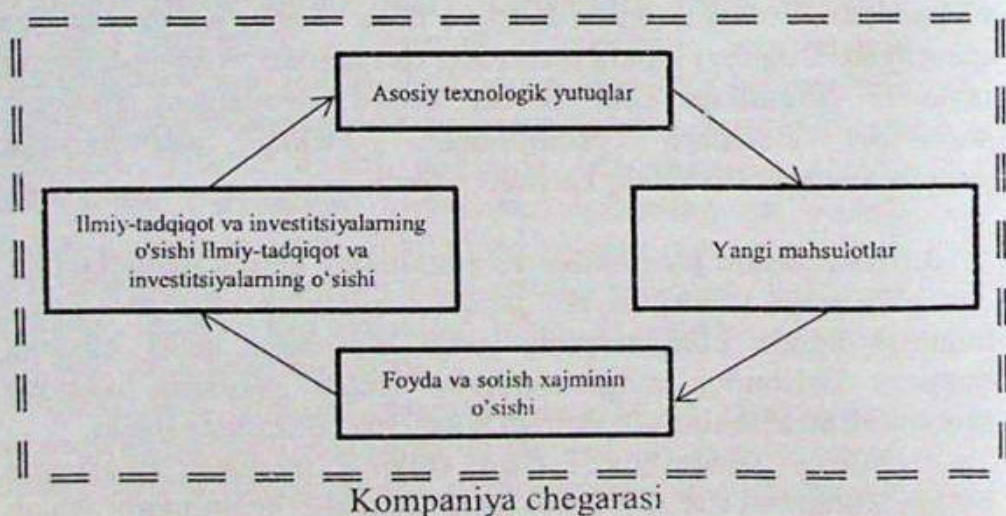 Asosiy texnologik yutuqlar
Ilmiy-tadqiqot va investitsiyalarning
o'sishi Ilmiy-tadqiqot va
investitsiyalarning o‘sishi
Yangi mahsulotlar
Foyda va sotish xajminin
o‘sishi
Kompaniya chegarasi